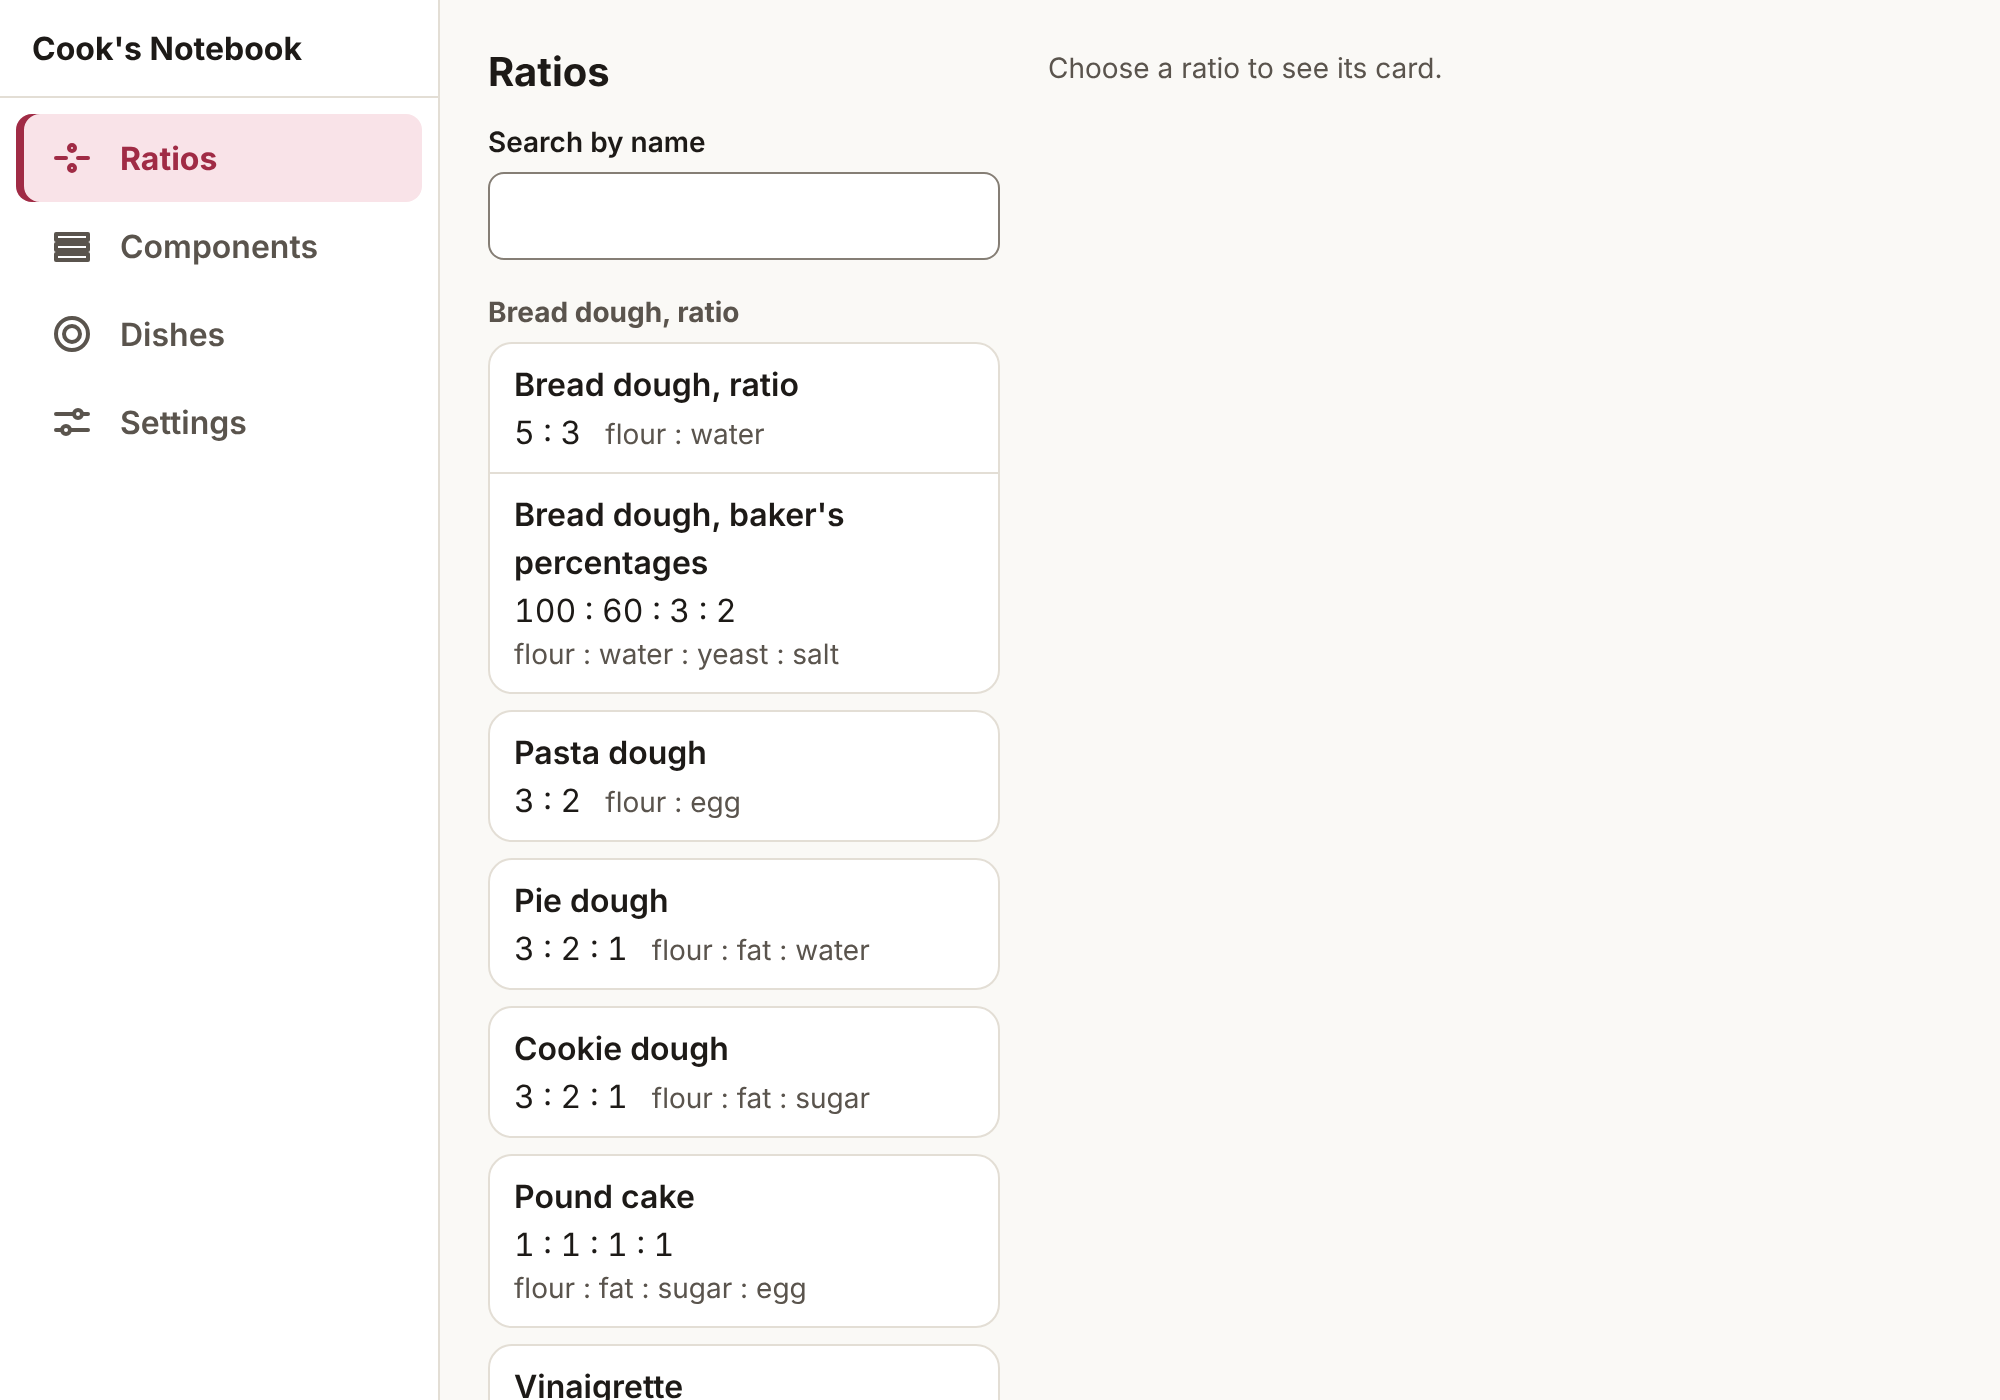 Cook's Notebook
Ratios
Components
Dishes
Settings
Ratios
Search by name
Bread dough, ratio
Bread dough, ratio
5 : 3 flour : water
Bread dough, baker's
percentages
100 : 60 : 3 : 2
flour : water : yeast : salt
Pasta dough
3 : 2 flour : egg
Pie dough
3 : 2 : 1 flour : fat : water
Cookie dough
3 : 2 : 1 flour : fat : sugar
Pound cake
1 : 1 : 1 : 1
flour : fat : sugar : egg
Vinaigrette
Choose a ratio to see its card.